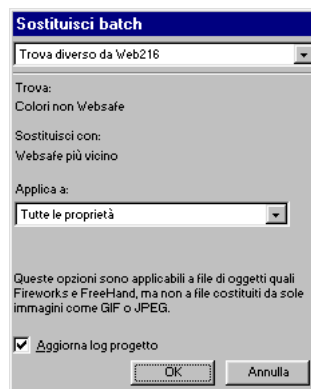 Sostituisci batch
Trova diverso da Web216
Trova:
Colori non Websafe
Sostituisci con:
Websafe più vicino
Applica a:
Tutte le proprietà
Queste opzioni sono applicabili a file di oggetti quali
Fireworks e FreeHand, ma non a file costituiti da sole
immagini come GIF o JPEG.
Aggiorna log progetto
OK
Annulla